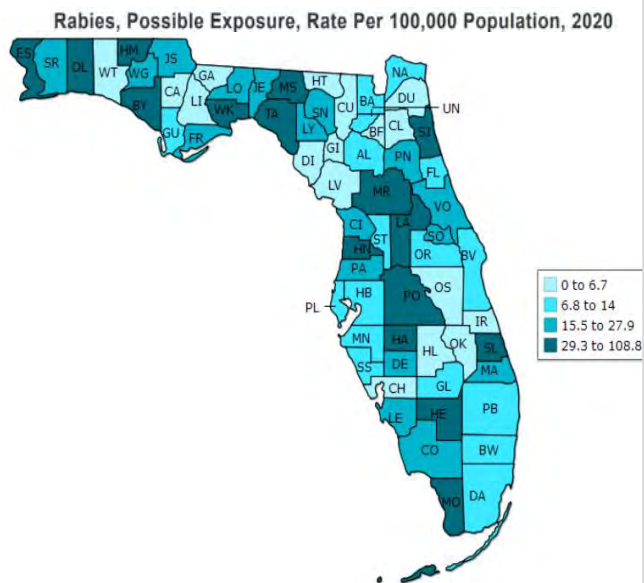 Rabies, Possible Exposure, Rate Per 100,000 Population, 2020
ES SR OL WT HM JS
WG CA GA LI LO JE MS HT NA
BY GU FR WK TA SN LY CU BA DU UN
BF CL SJ
DI GI AL PN FL
LV MR VO
CI ST LA SO
HN OR BV
PA
PL HB PO OS
IR
MN HA HL OK SL
SS DE MA
CH GL
LE HE PB
CO BW
MO DA
0 to 6.7
6.8 to 14
15.5 to 27.9
29.3 to 108.8